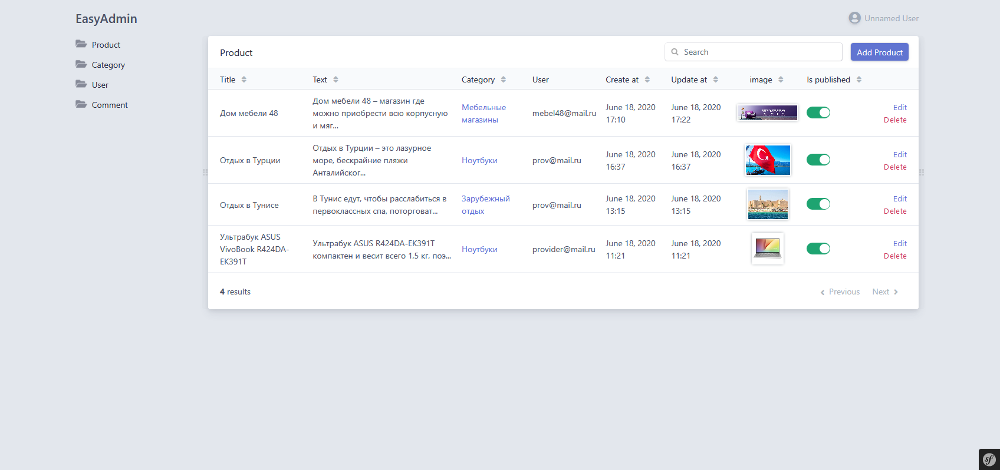 EasyAdmin
Unnamed User
Product
Category
User
Comment
Product
Search
Add Product
Title Text Category User Create at Update at image Is published
Дом мебели 48
Дом мебели 48 – магазин где
можно приобрести всю корпусную
и мяг...
Мебельные
магазины
mebel48@mail.ru
June 18, 2020
17:10
June 18, 2020
17:22
Edit
Delete
Отдых в Турции
Отдых в Турции – это лазурное
море, бескрайние пляжи
Анталийског...
Ноутбуки
prov@mail.ru
June 18, 2020
16:37
June 18, 2020
16:37
Edit
Delete
Отдых в Тунисе
В Тунис едут, чтобы расслабиться в
первоклассных спа, поторговат...
Зарубежный
отдых
prov@mail.ru
June 18, 2020
13:15
June 18, 2020
13:15
Edit
Delete
Ультрабук ASUS
VivoBook R424DA-
EK391T
Ультрабук ASUS R424DA-EK391T
компактен и весит всего 1,5 кг, поэ...
Ноутбуки
provider@mail.ru
June 18, 2020
11:21
June 18, 2020
11:21
Edit
Delete
4 results
Previous Next
sf